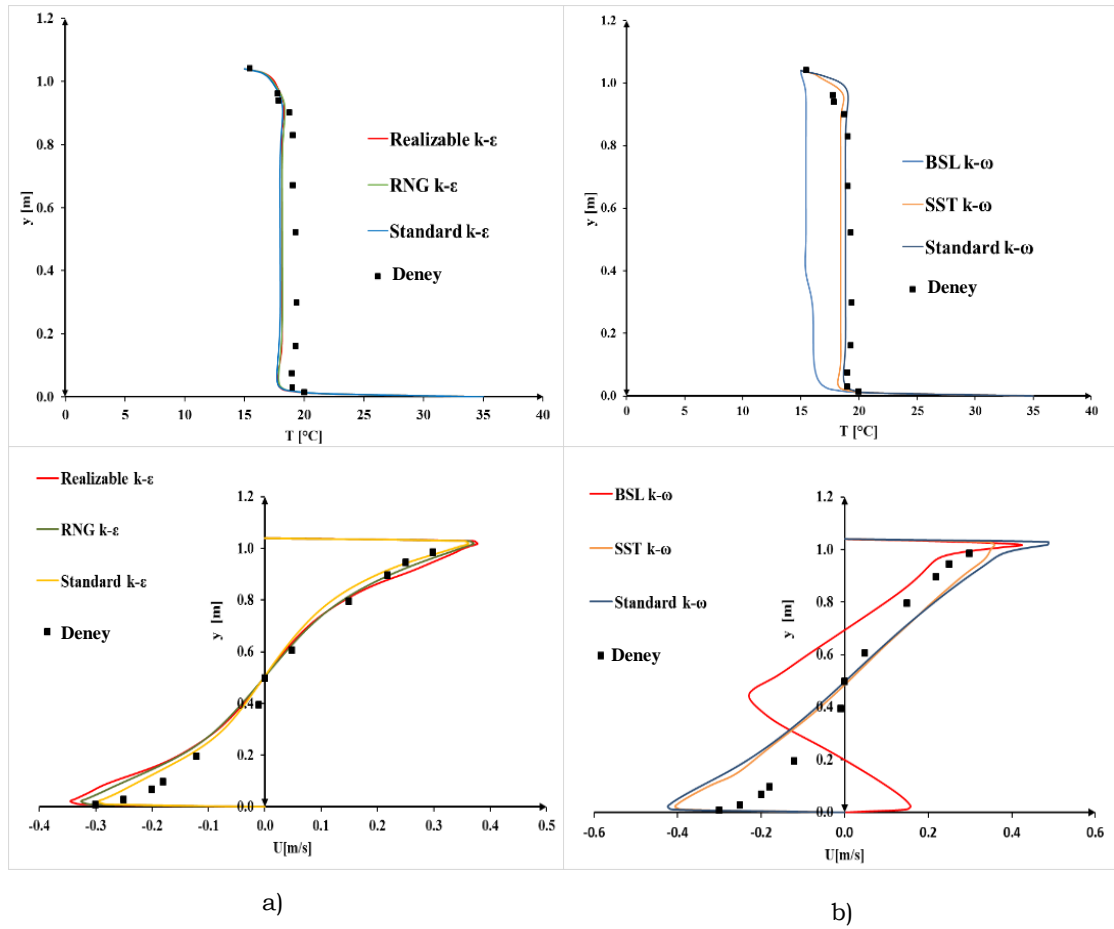 1.2
1.0
0.8
0.6
0.4
0.2
0.0
y [m]
0 5 10 15 20 25 30 35 40
T [°C]
Realizable k-ε
RNG k-ε
Standard k-ε
Deney
1.2
1.0
0.8
0.6
0.4
0.2
0.0
y [m]
0 5 10 15 20 25 30 35 40
T [°C]
BSL k-ω
SST k-ω
Standard k-ω
Deney
Realizable k-ε
RNG k-ε
Standard k-ε
Deney
1.2
1.0
0.8
0.6
0.4
0.2
0.0
y [m]
-0.4 -0.3 -0.2 -0.1 0.0 0.1 0.2 0.3 0.4 0.5
U[m/s]
BSL k-ω
SST k-ω
Standard k-ω
Deney
1.2
1.0
0.8
0.6
0.4
0.2
0.0
y [m]
-0.6 -0.4 -0.2 0.0 0.2 0.4 0.6
U[m/s]
a)
b)